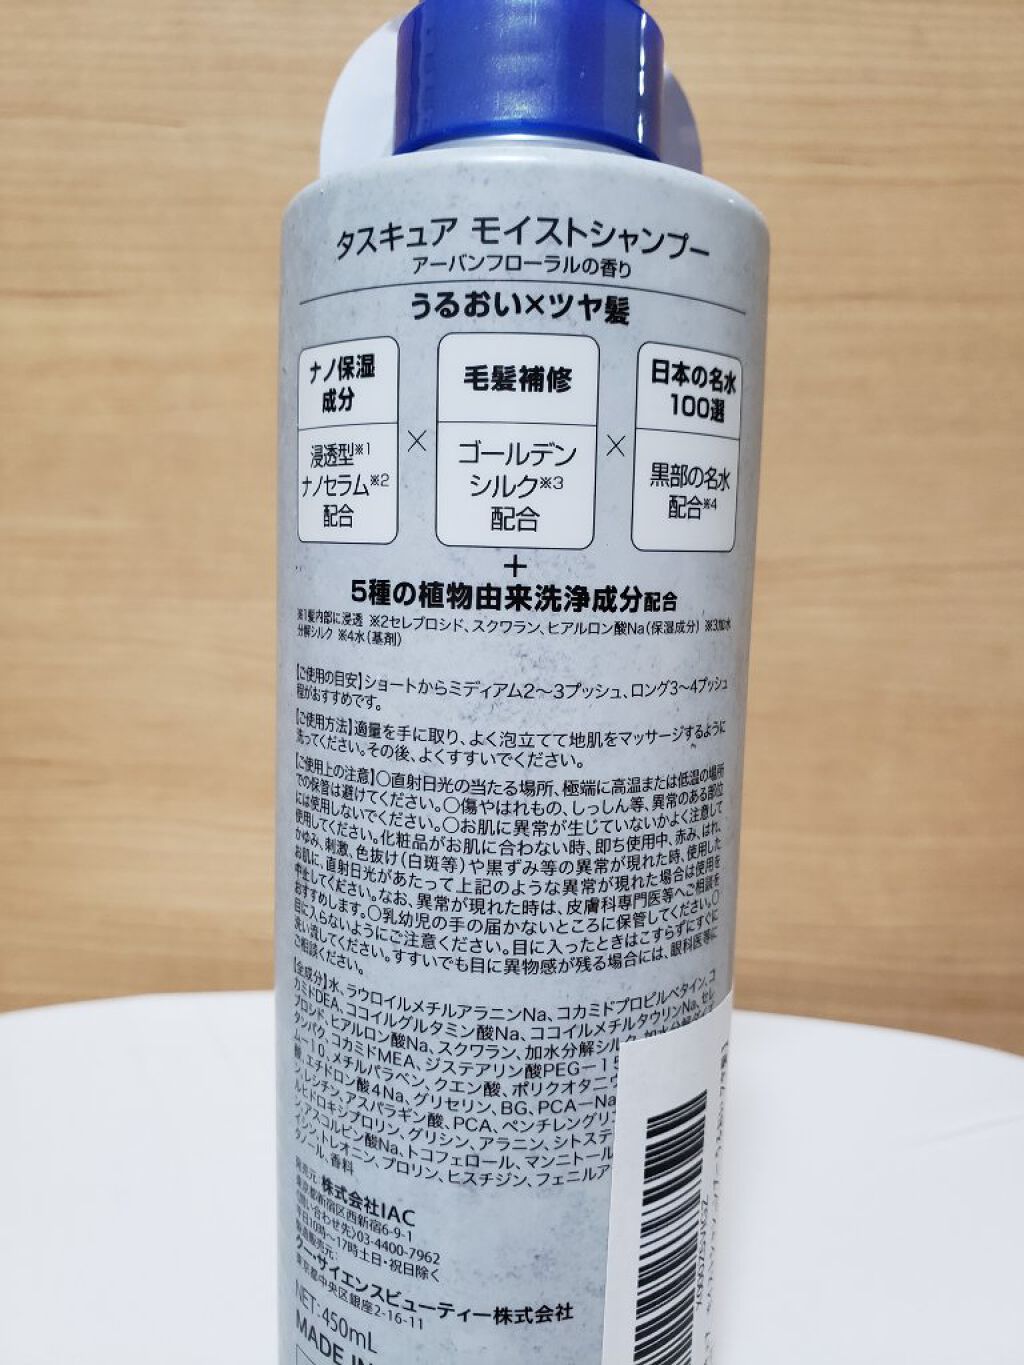 タスキュア モイストシャンプー
アーバンフローラルの香り
うるおい×ツヤ髪
ナノ保湿
成分
浸透型※1
ナノセラム※2
配合
×
毛髪補修
ゴールデン
シルク※3
配合
×
日本の名水
100選
黒部の名水
配合※4
+
5種の植物由来洗浄成分配合
※1髪内部に浸透 ※2セレブロシド、スクワラン、ヒアルロン酸Na(保湿成分) ※3加水
分解シルク ※4水(基剤)
【ご使用の目安】ショートからミディアム2〜3プッシュ、ロング3〜4プッシュ
程がおすすめです。
【ご使用方法】適量を手に取り、よく泡立てて地肌をマッサージするように
洗ってください。その後、よくすすいでください。
【ご使用上の注意】○直射日光の当たる場所、極端に高温または低温の場所
での保管は避けてください。○傷やはれもの、しっしん等、異常のある部位
には使用しないでください。○お肌に異常が生じていないかよく注意して
使用してください。化粧品がお肌に合わない時、即ち使用中、赤み、はれ、
かゆみ、刺激、色抜け(白斑等)や黒ずみ等の異常が現れた時、使用した
お肌に、直射日光があたって上記のような異常が現れた場合は使用を
中止してください。なお、異常が現れた時は、皮膚科専門医等へご相談を
おすすめします。○乳幼児の手の届かないところに保管してください。○
目に入らないようにご注意ください。目に入ったときはこすらずにすぐに
洗い流してください。すすいでも目に異物感が残る場合には、眼科医等に
ご相談ください。
【全成分】水、ラウロイルメチルアラニンNa、コカミドプロピルベタイン、コ
カミドDEA、ココイルグルタミン酸Na、ココイルメチルタウリンNa、セレ
ブロシド、ヒアルロン酸Na、スクワラン、加水分解シルク、加水分解ダイズ
タンパク、コカミドMEA、ジステアリン酸PEG-15
ム-10、メチルパラベン、クエン酸、ポリクオタニウ
酸、エチドロン酸4Na、グリセリン、BG、PCA-Na
ン、レシチン、アスパラギン酸、PCA、ペンチレングリコ
ルヒドロキシプロリン、グリシン、アラニン、シトステ
ン、アスコルビン酸Na、トコフェロール、マンニトール
イシン、トレオニン、プロリン、ヒスチジン、フェニルア
タノール、香料
発売元:株式会社IAC
東京都新宿区西新宿6-9-1
〈問い合わせ先〉03-4400-7962
平日10時〜17時土日・祝日除く
製造販売元:
クー・サイエンスビューティー株式会社
東京都中央区銀座2-16-11
NET:450mL
MADE IN